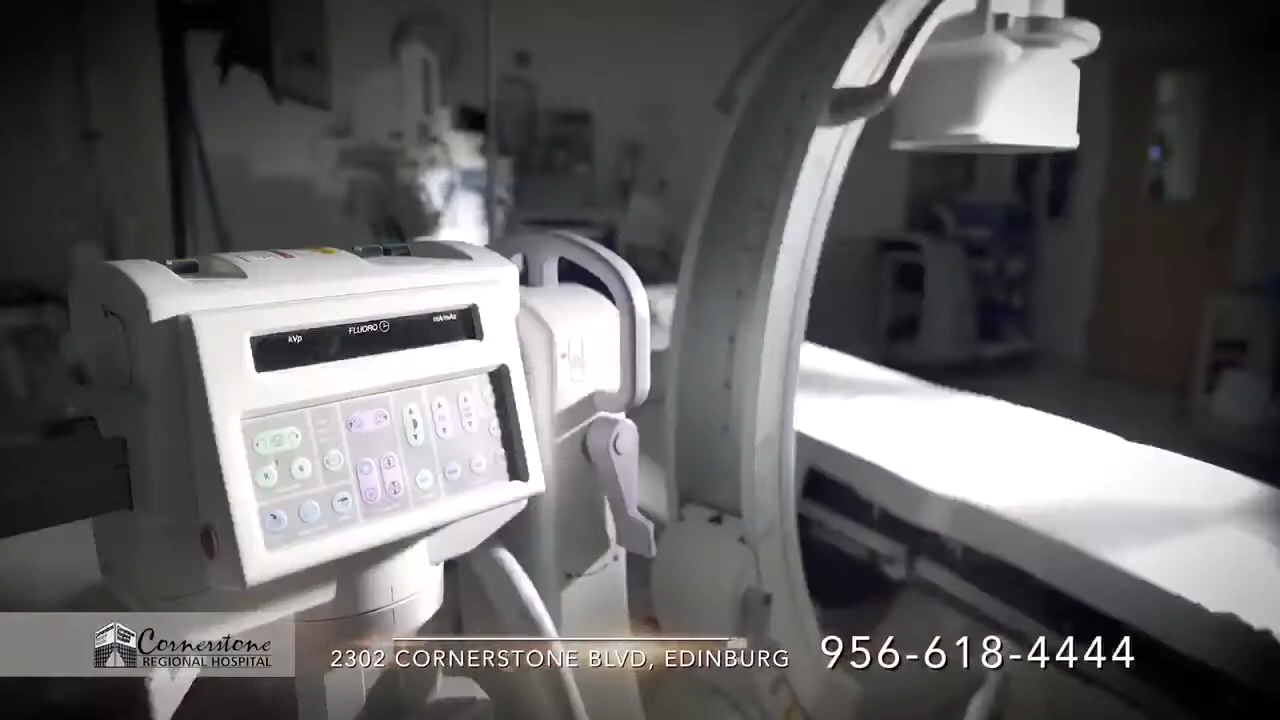 kVp
FLUORO
mA/mAs
Cornerstone
REGIONAL HOSPITAL
2302 CORNERSTONE BLVD, EDINBURG
956-618-4444